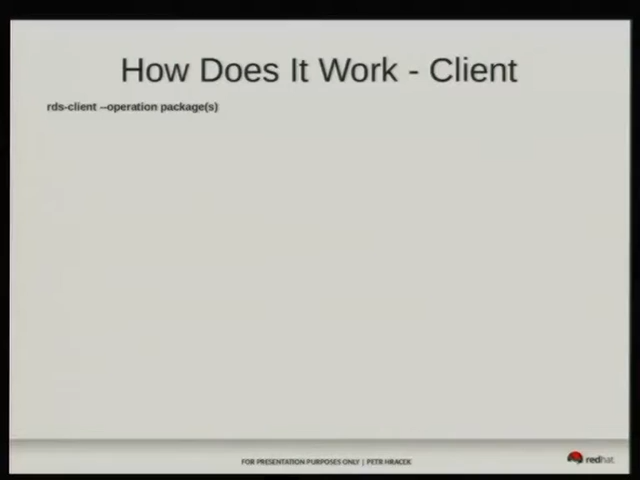 How Does It Work - Client
rds-client --operation package(s)
FOR PRESENTATION PURPOSES ONLY | PETR HRACEK
redhat.